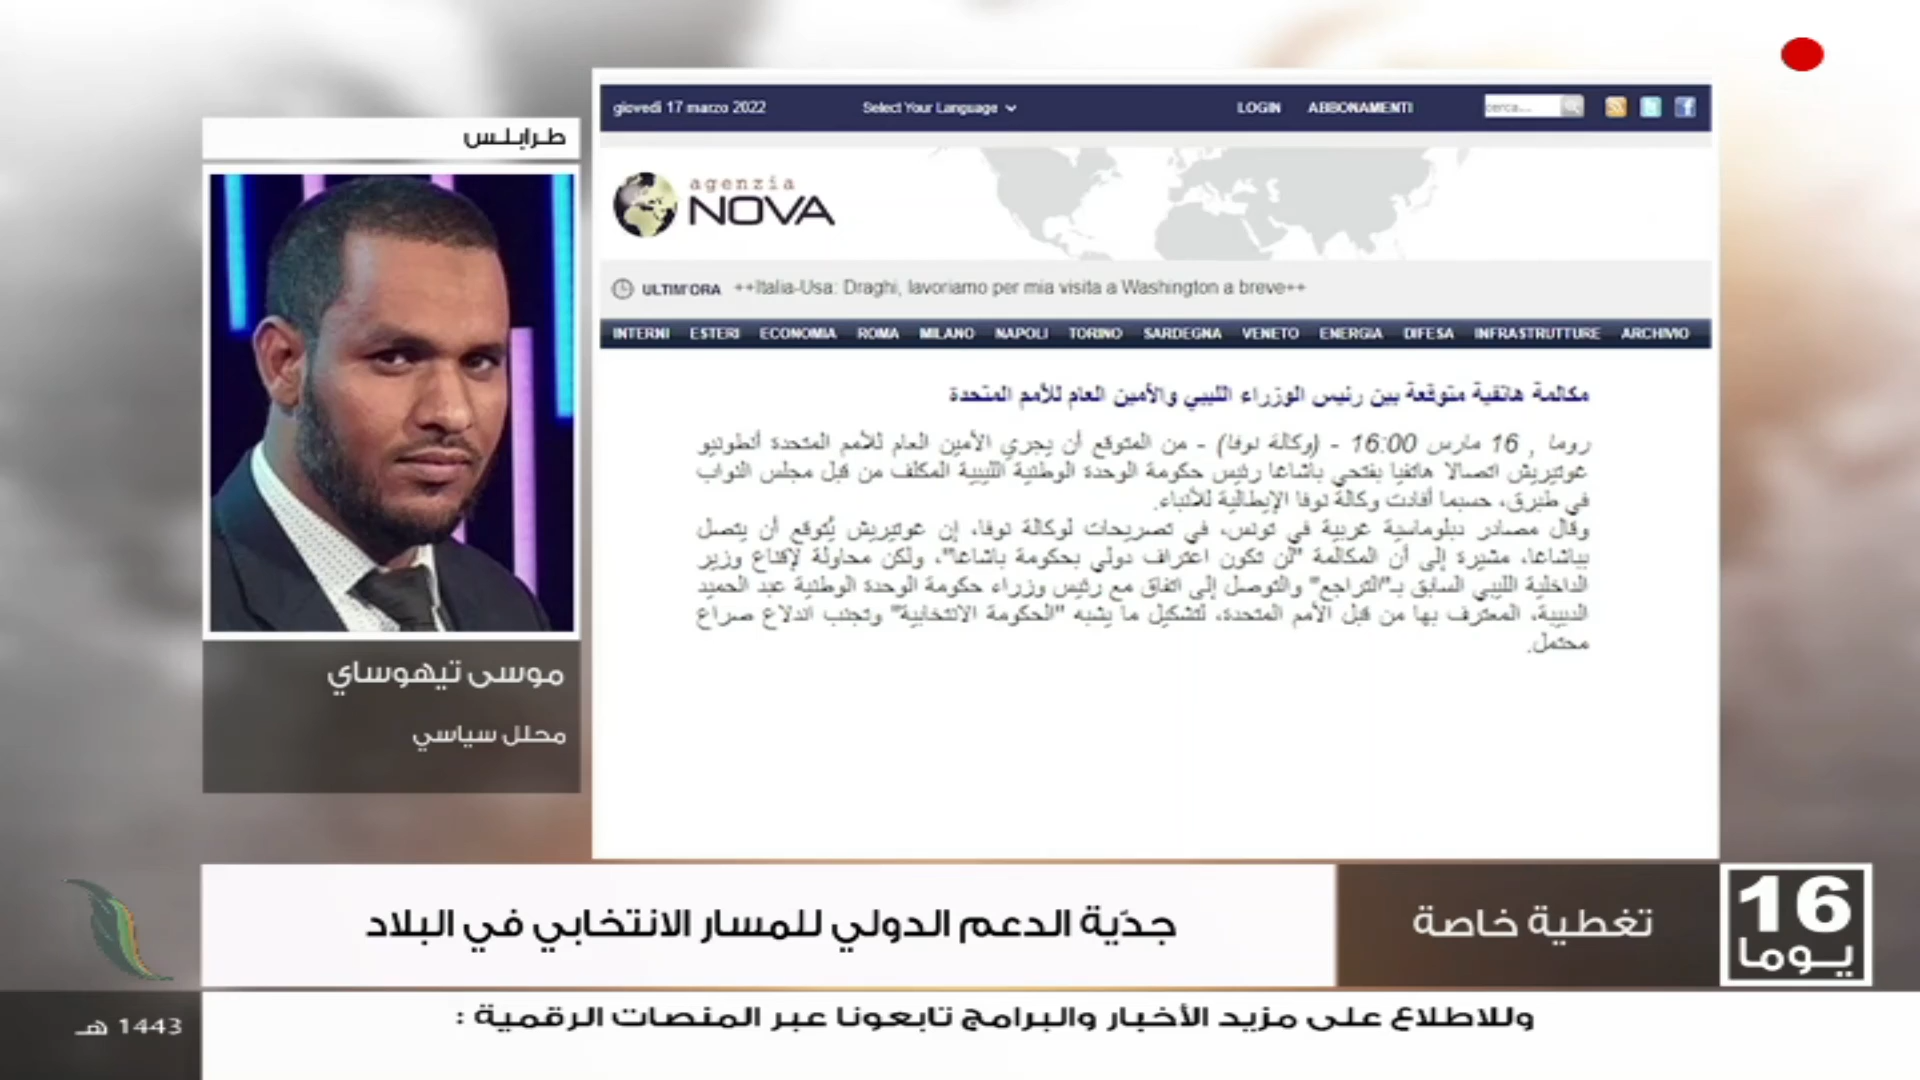 giovedì 17 marzo 2022
Select Your Language
LOGIN
ABBONAMENTI
cerca...
طرابلس
agenzia
NOVA
ULTIM'ORA ++Italia-Usa: Draghi, lavoriamo per mia visita a Washington a breve++
INTERNI ESTERI ECONOMIA ROMA MILANO NAPOLI TORINO SARDEGNA VENETO ENERGIA DIFESA INFRASTRUTTURE ARCHIVIO
مكالمة هاتفية متوقعة بين رئيس الوزراء الليبي والأمين العام للأمم المتحدة
روما , 16 مارس 16:00 - (وكالة نوفا) - من المتوقع أن يجري الأمين العام للأمم المتحدة أنطونيو
غوتيريش اتصالا هاتفيا بفتحي باشاغا رئيس حكومة الوحدة الوطنية الليبية المكلف من قبل مجلس النواب
في طبرق، حسبما أفادت وكالة نوفا الإيطالية للأنباء.
وقال مصادر دبلوماسية غربية في تونس، في تصريحات لوكالة نوفا، إن غوتيريش يُتوقع أن يتصل
بباشاغا، مشيرة إلى أن المكالمة "لن تكون اعتراف دولي بحكومة باشاغا"، ولكن محاولة لإقناع وزير
الداخلية الليبي السابق بـ"التراجع" والتوصل إلى اتفاق مع رئيس وزراء حكومة الوحدة الوطنية عبد الحميد
الدبيبة، المعترف بها من قبل الأمم المتحدة، لتشكيل ما يشبه "الحكومة الانتخابية" وتجنب اندلاع صراع
محتمل.
موسى تيهوساي
محلل سياسي
16
يوما
تغطية خاصة
جدّية الدعم الدولي للمسار الانتخابي في البلاد
وللاطلاع على مزيد الأخبار والبرامج تابعونا عبر المنصات الرقمية :
1443 هـ